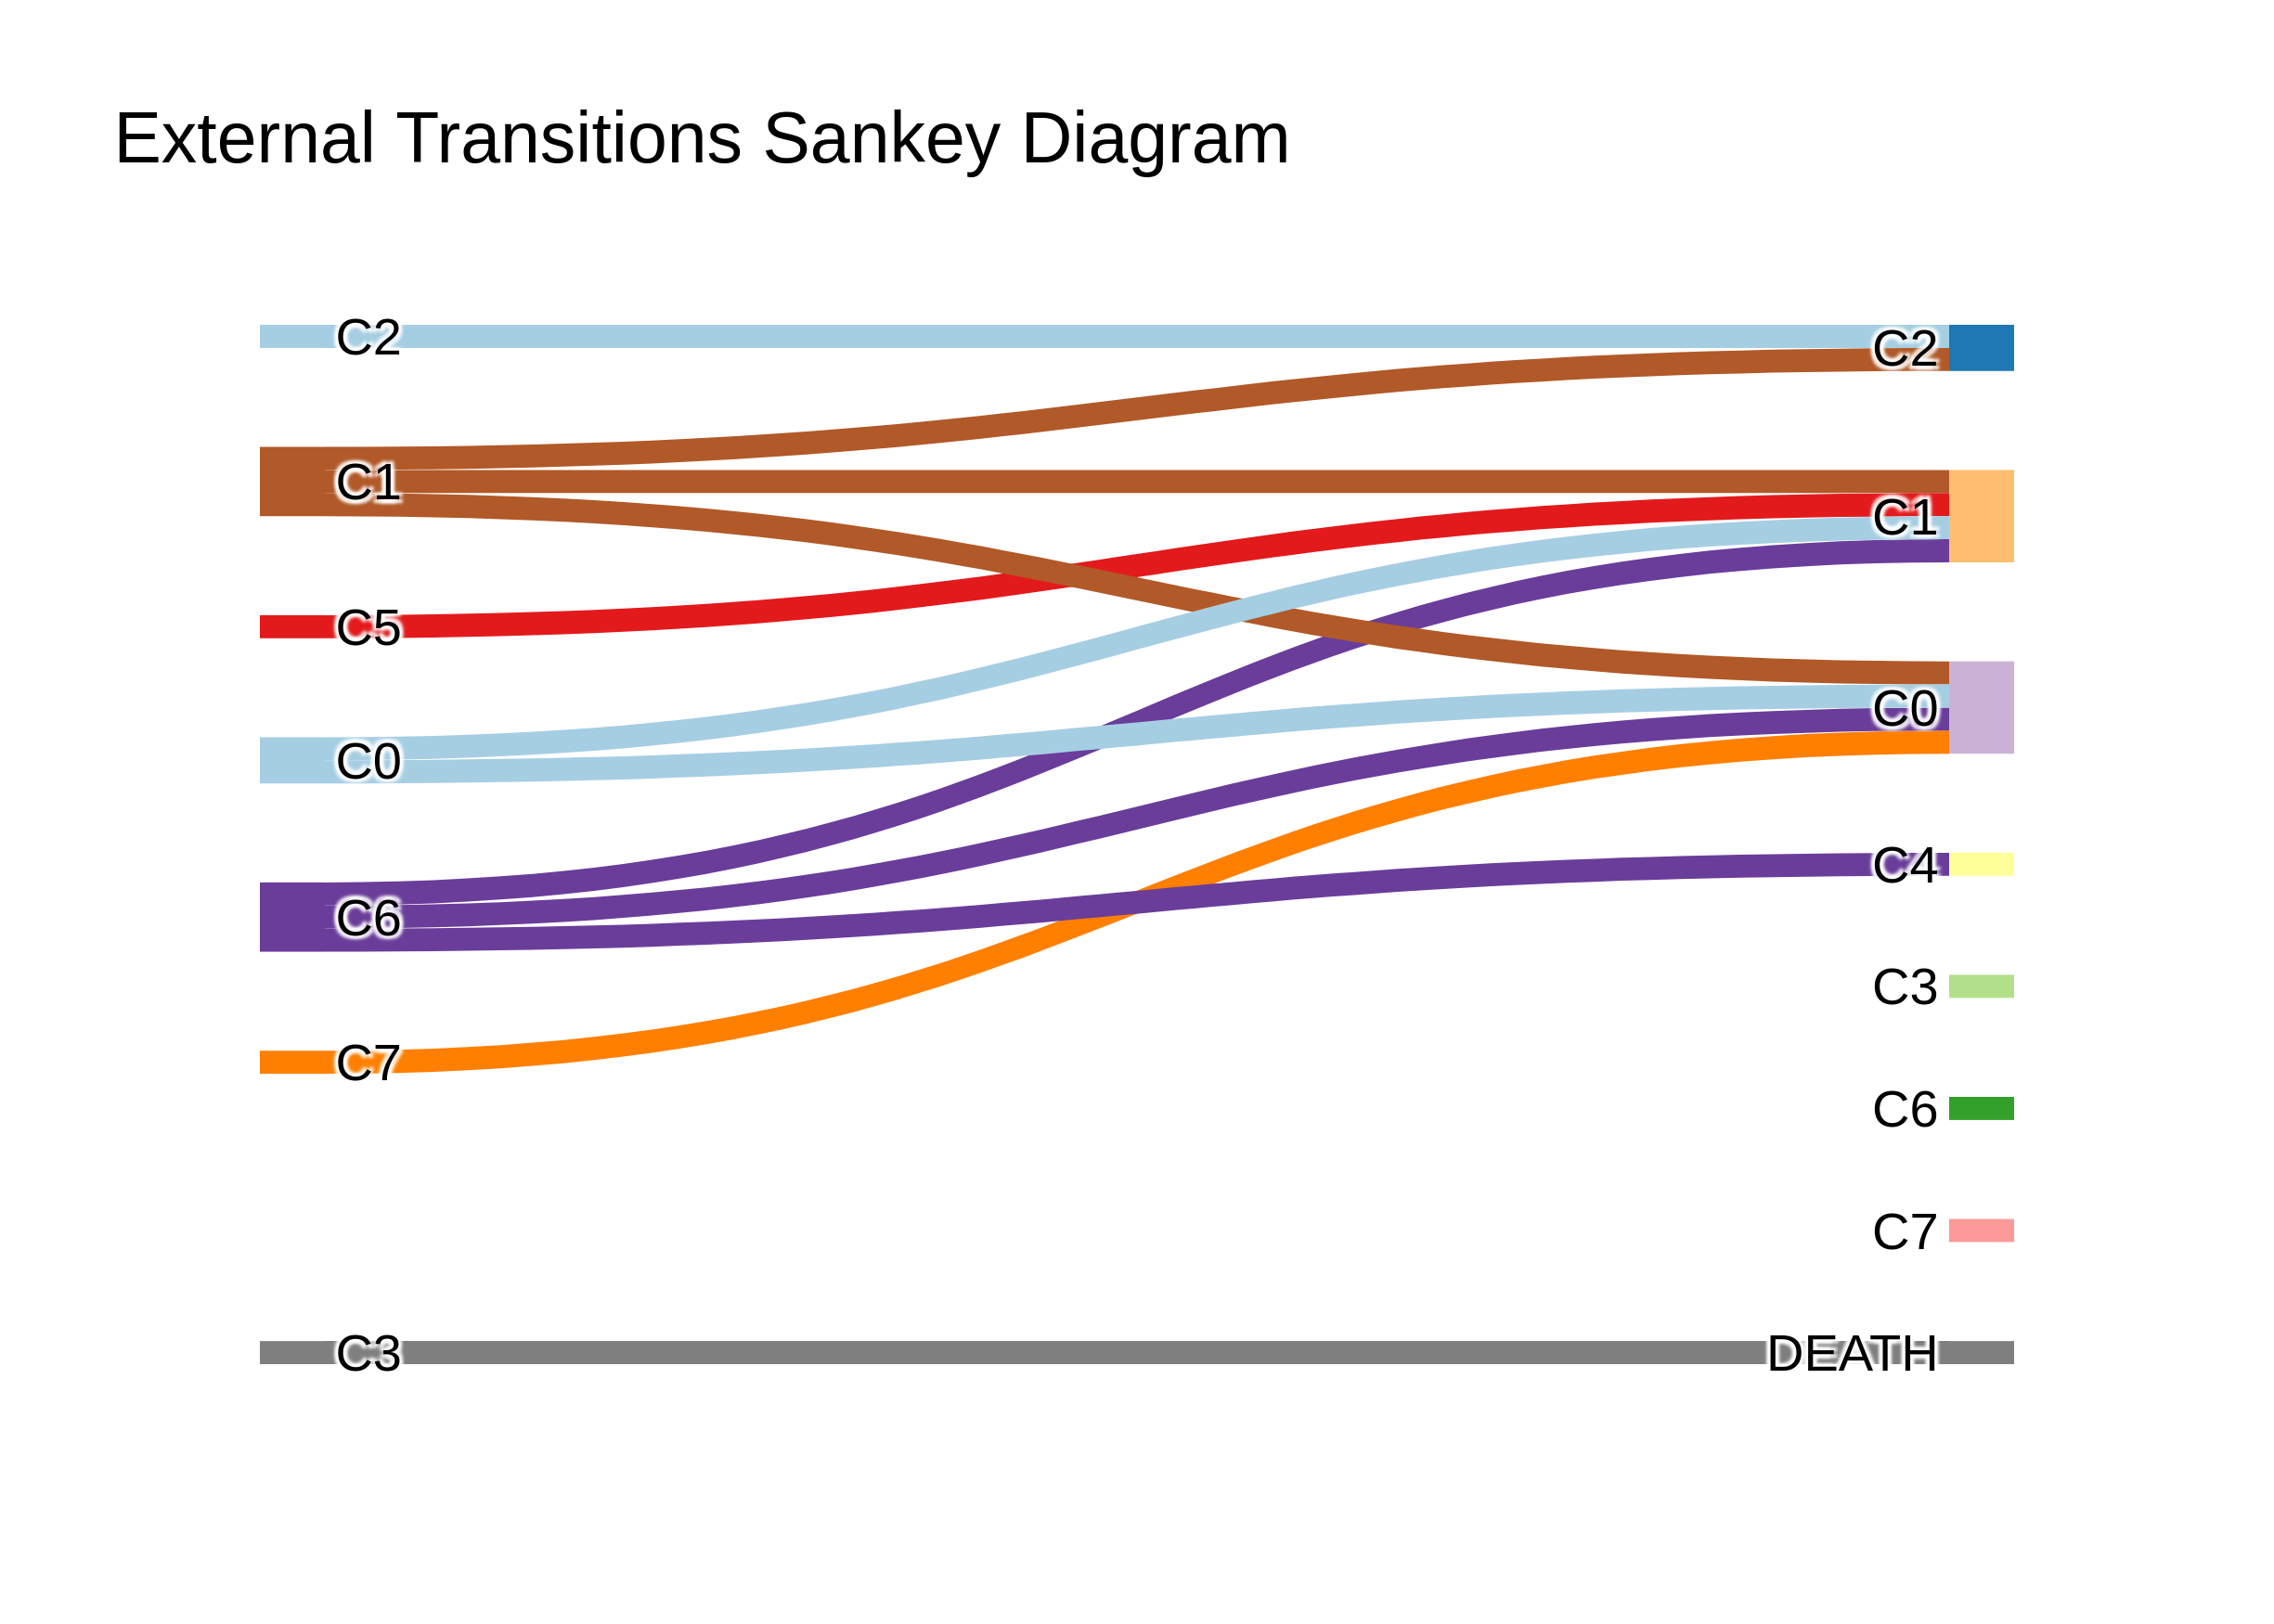 External Transitions Sankey Diagram
C2
C2
C1
C1
C5
C0
C0
C4
C6
C3
C7
C6
C7
C3
DEATH